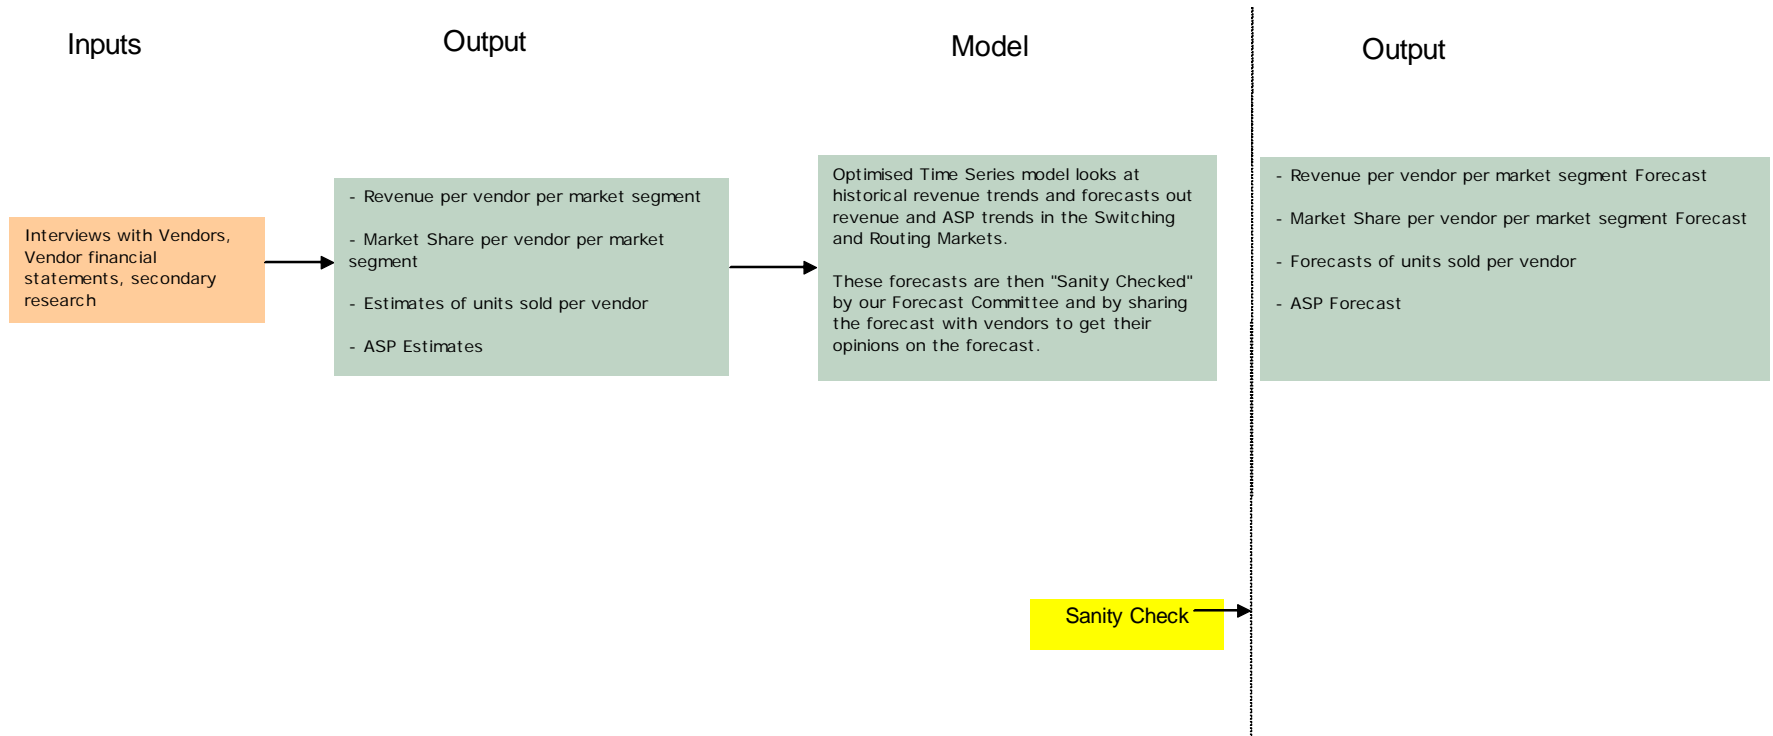 Inputs
Output
Model
Output
Interviews with Vendors,
Vendor financial
statements, secondary
research
- Revenue per vendor per market segment
- Market Share per vendor per market
segment
- Estimates of units sold per vendor
- ASP Estimates
Optimised Time Series model looks at
historical revenue trends and forecasts out
revenue and ASP trends in the Switching
and Routing Markets.
These forecasts are then "Sanity Checked"
by our Forecast Committee and by sharing
the forecast with vendors to get their
opinions on the forecast.
- Revenue per vendor per market segment Forecast
- Market Share per vendor per market segment Forecast
- Forecasts of units sold per vendor
- ASP Forecast
Sanity Check